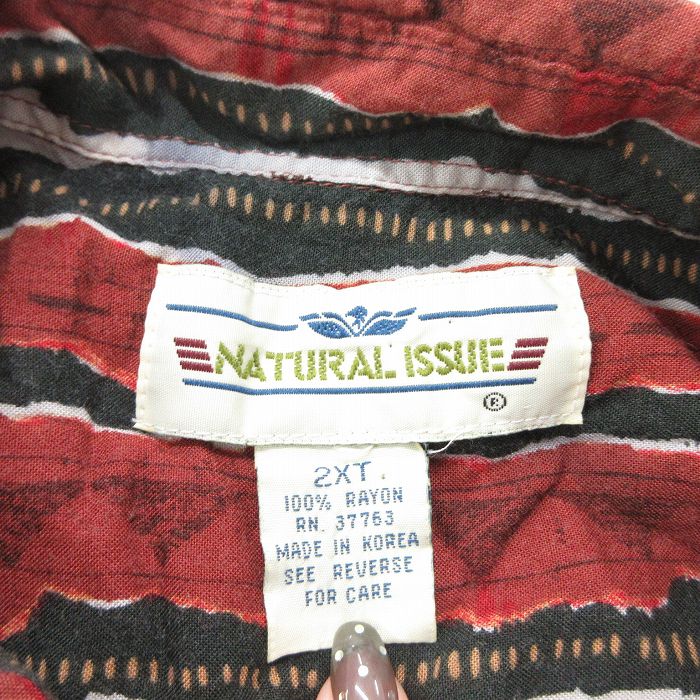 NATURAL ISSUE
®
2XT
100% RAYON
RN. 37763
MADE IN KOREA
SEE REVERSE
FOR CARE